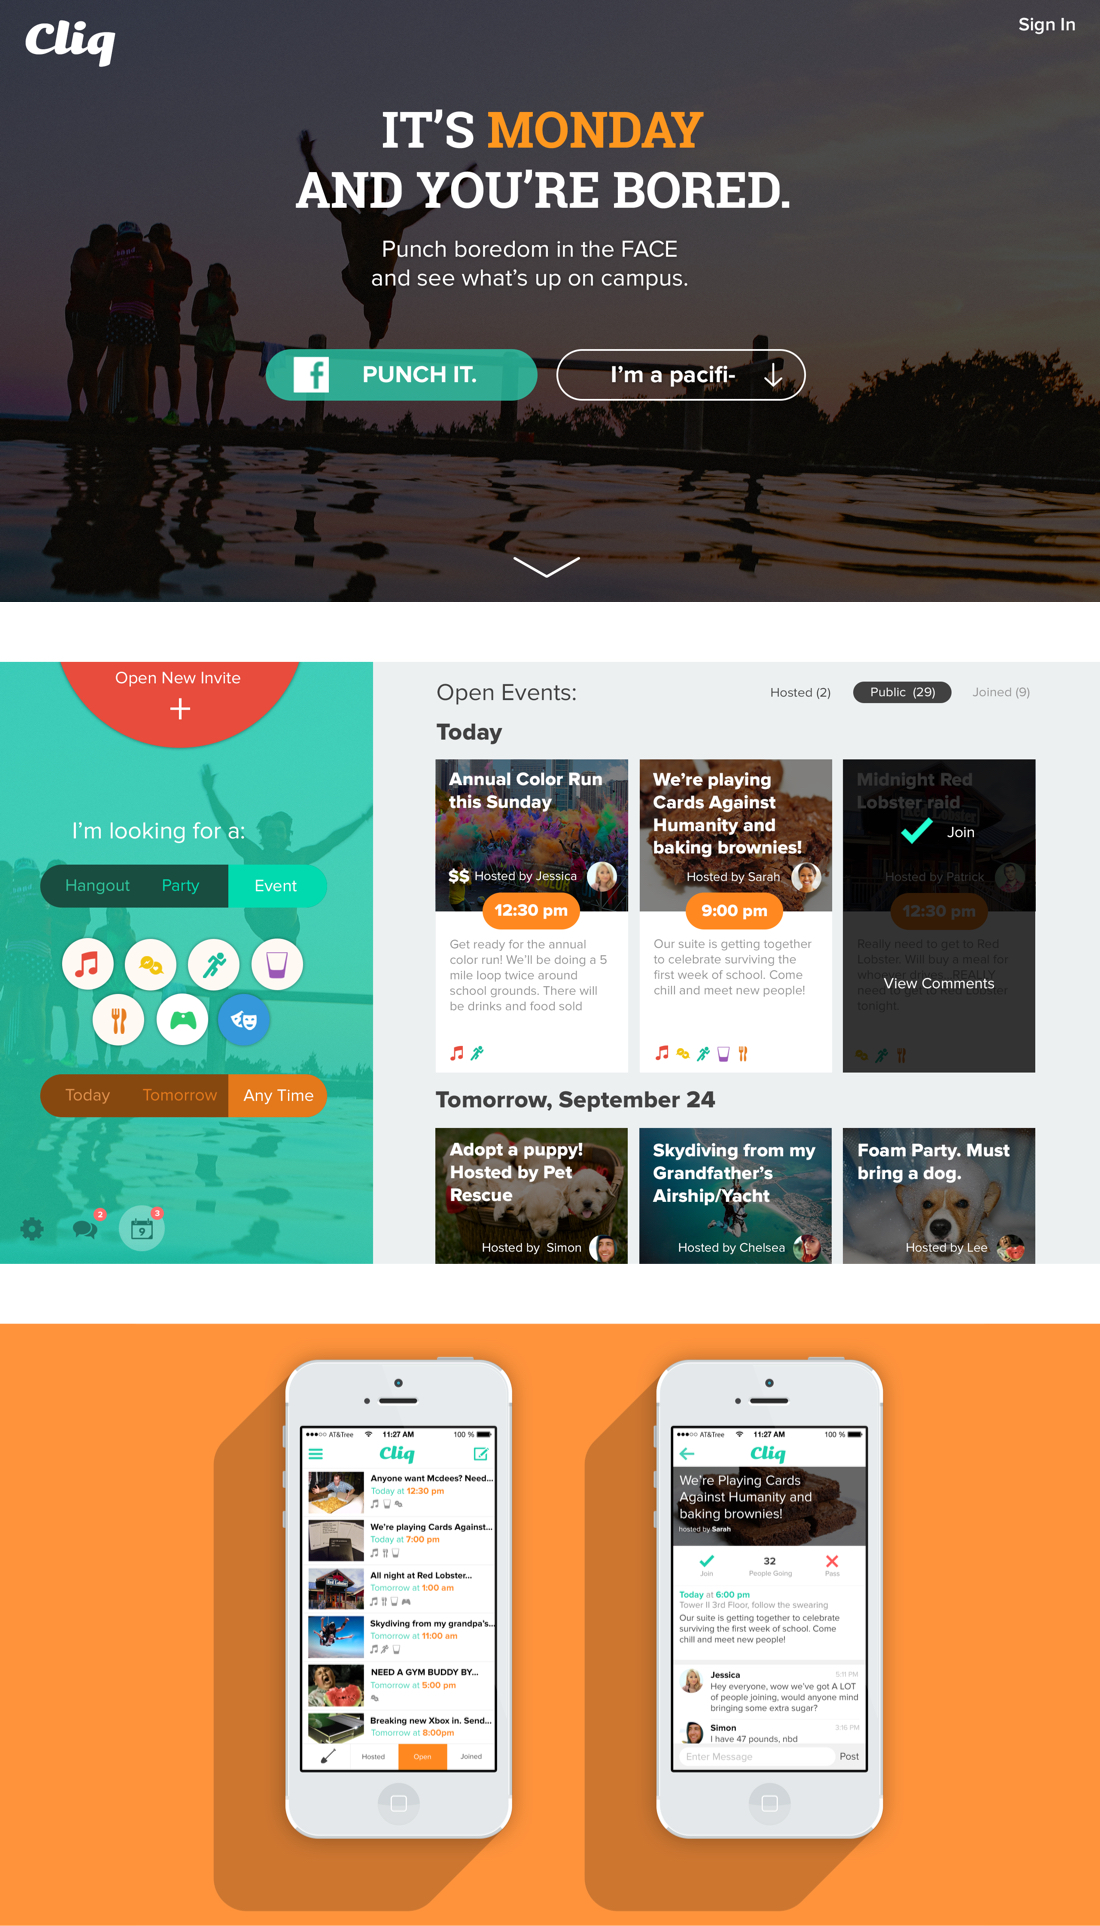 Cliq
Sign In
IT'S MONDAY
AND YOU'RE BORED.
Punch boredom in the FACE
and see what's up on campus.
f PUNCH IT.
I'm a pacifi-
Open New Invite
+
I'm looking for a:
Hangout Party Event
Today Tomorrow Any Time
2
9
3
Open Events:
Hosted (2) Public (29) Joined (9)
Today
Annual Color Run
this Sunday
$$ Hosted by Jessica
12:30 pm
Get ready for the annual
color run! We'll be doing a 5
mile loop twice around
school grounds. There will
be drinks and food sold
We're playing
Cards Against
Humanity and
baking brownies!
Hosted by Sarah
9:00 pm
Our suite is getting together
to celebrate surviving the
first week of school. Come
chill and meet new people!
Midnight Red
Lobster raid
Join
Hosted by Patrick
12:30 pm
Really need to get to Red
Lobster. Will buy a meal for
whoever drives. REALLY
need to get to Red Lobster
tonight.
View Comments
Tomorrow, September 24
Adopt a puppy!
Hosted by Pet
Rescue
Hosted by Simon
Skydiving from my
Grandfather's
Airship/Yacht
Hosted by Chelsea
Foam Party. Must
bring a dog.
Hosted by Lee
AT&Tree 11:27 AM 100 %
Cliq
Anyone want Mcdees? Need...
Today at 12:30 pm
We're playing Cards Against...
Today at 7:00 pm
All night at Red Lobster...
Tomorrow at 1:00 am
Skydiving from my grandpa's...
Tomorrow at 11:00 am
NEED A GYM BUDDY BY...
Tomorrow at 5:00 pm
Breaking new Xbox in. Send...
Tomorrow at 8:00pm
Hosted Open Joined
AT&Tree 11:27 AM 100 %
Cliq
We're Playing Cards
Against Humanity and
baking brownies!
hosted by Sarah
32
Join People Going Pass
Today at 6:00 pm
Tower II 3rd Floor, follow the swearing
Our suite is getting together to celebrate
surviving the first week of school. Come
chill and meet new people!
Jessica 5:11 PM
Hey everyone, wow we've got A LOT
of people joining, would anyone mind
bringing some extra sugar?
Simon 3:16 PM
I have 47 pounds, nbd
Enter Message Post